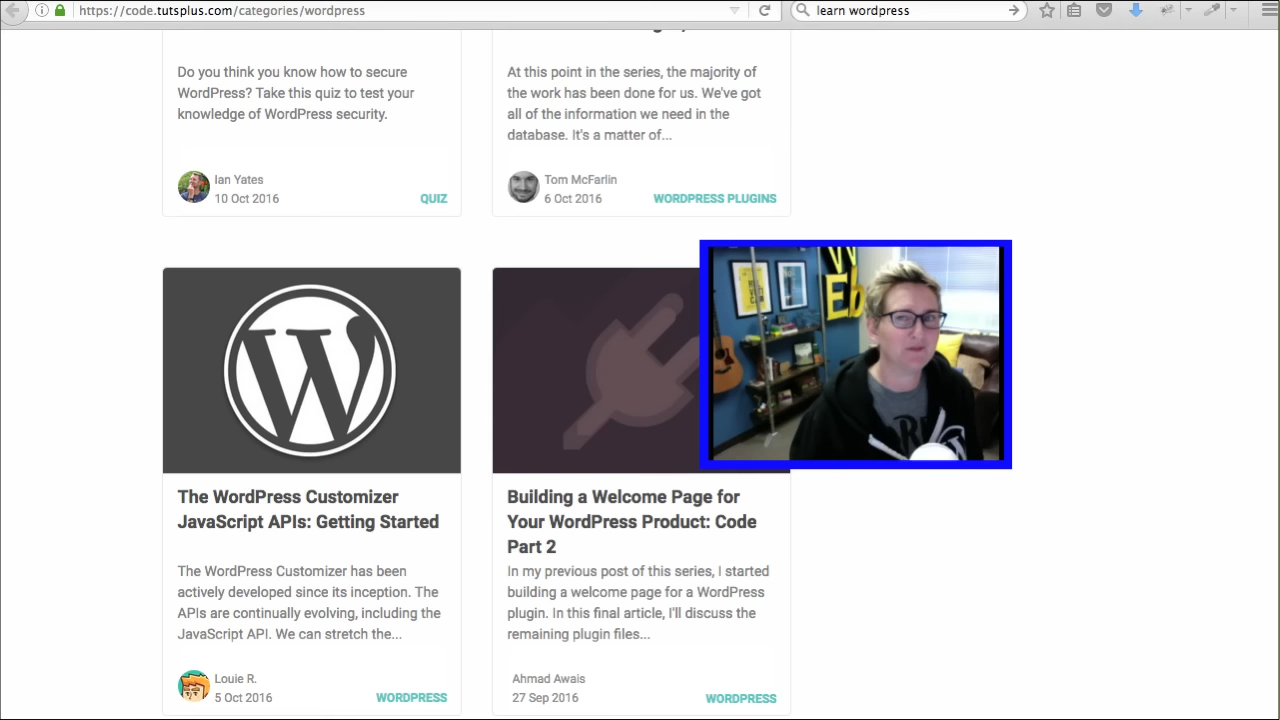 https://code.tutsplus.com/categories/wordpress
learn wordpress
Do you think you know how to secure
WordPress? Take this quiz to test your
knowledge of WordPress security.
Ian Yates
10 Oct 2016
QUIZ
At this point in the series, the majority of
the work has been done for us. We've got
all of the information we need in the
database. It's a matter of...
Tom McFarlin
6 Oct 2016
WORDPRESS PLUGINS
W
Eb
The WordPress Customizer
JavaScript APIs: Getting Started
The WordPress Customizer has been
actively developed since its inception. The
APIs are continually evolving, including the
JavaScript API. We can stretch the...
Louie R.
5 Oct 2016
WORDPRESS
Building a Welcome Page for
Your WordPress Product: Code
Part 2
In my previous post of this series, I started
building a welcome page for a WordPress
plugin. In this final article, I'll discuss the
remaining plugin files...
Ahmad Awais
27 Sep 2016
WORDPRESS